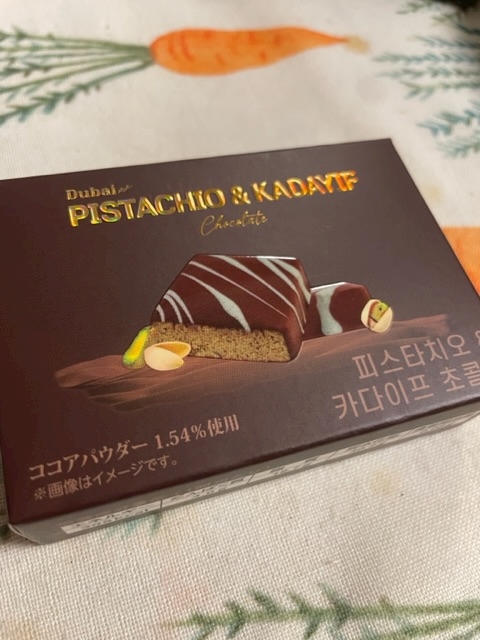 Dubai
PISTACHIO & KADAYIF
Chocolate
피스타치오 &
카다이프 초콜
ココアパウダー 1.54%使用
※画像はイメージです。